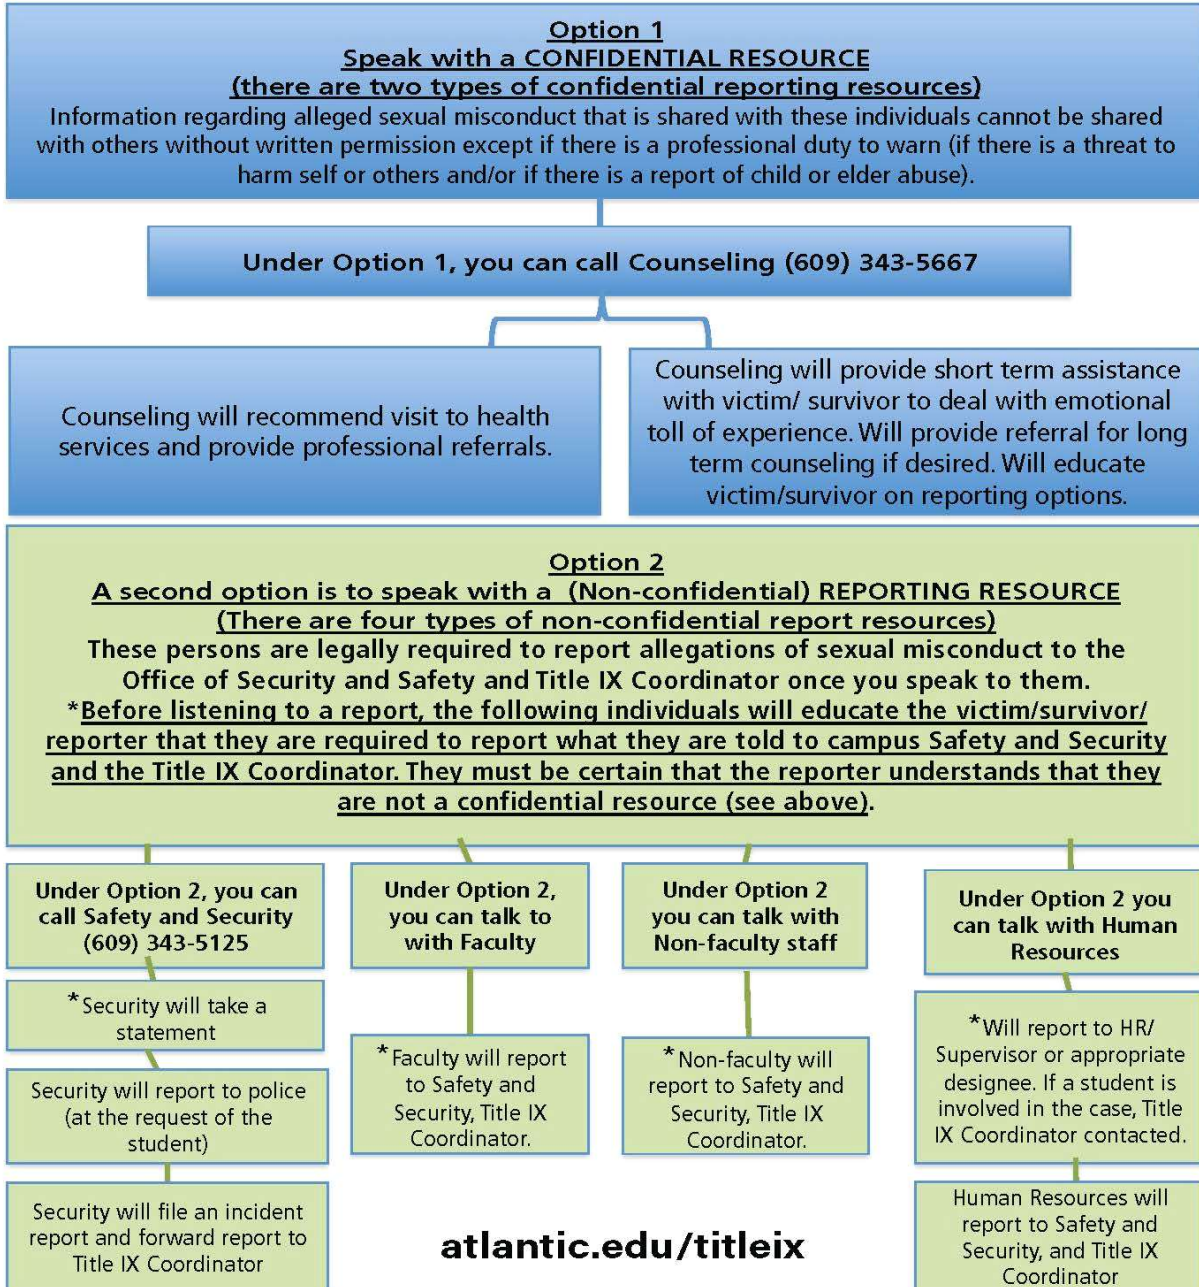 Option 1
Speak with a CONFIDENTIAL RESOURCE
(there are two types of confidential reporting resources)
Information regarding alleged sexual misconduct that is shared with these individuals cannot be shared
with others without written permission except if there is a professional duty to warn (if there is a threat to
harm self or others and/or if there is a report of child or elder abuse).
Under Option 1, you can call Counseling (609) 343-5667
Counseling will recommend visit to health
services and provide professional referrals.
Counseling will provide short term assistance
with victim/ survivor to deal with emotional
toll of experience. Will provide referral for long
term counseling if desired. Will educate
victim/survivor on reporting options.
Option 2
A second option is to speak with a (Non-confidential) REPORTING RESOURCE
(There are four types of non-confidential report resources)
These persons are legally required to report allegations of sexual misconduct to the
Office of Security and Safety and Title IX Coordinator once you speak to them.
*Before listening to a report, the following individuals will educate the victim/survivor/
reporter that they are required to report what they are told to campus Safety and Security
and the Title IX Coordinator. They must be certain that the reporter understands that they
are not a confidential resource (see above).
Under Option 2, you can
call Safety and Security
(609) 343-5125
*Security will take a
statement
Security will report to police
(at the request of the
student)
Security will file an incident
report and forward report to
Title IX Coordinator
Under Option 2,
you can talk to
with Faculty
*Faculty will report
to Safety and
Security, Title IX
Coordinator.
Under Option 2
you can talk with
Non-faculty staff
*Non-faculty will
report to Safety and
Security, Title IX
Coordinator.
Under Option 2 you
can talk with Human
Resources
*Will report to HR/
Supervisor or appropriate
designee. If a student is
involved in the case, Title
IX Coordinator contacted.
Human Resources will
report to Safety and
Security, and Title IX
Coordinator
atlantic.edu/titleix